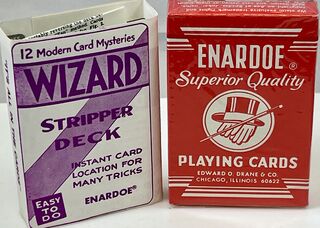 12 Modern Card Mysteries
WIZARD
STRIPPER
DECK
INSTANT CARD
LOCATION FOR
MANY TRICKS
EASY
TO
DO
ENARDOE®
ENARDOE®
Superior Quality
PLAYING CARDS
EDWARD O. DRANE & CO.
CHICAGO, ILLINOIS 60632